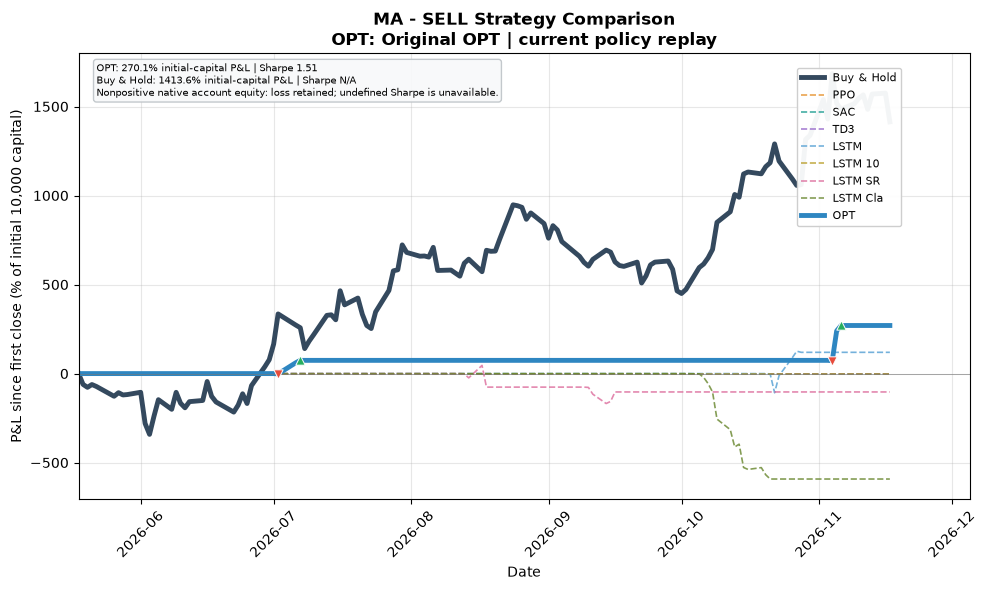 MA - SELL Strategy Comparison
OPT: Original OPT | current policy replay
OPT: 270.1% initial-capital P&L | Sharpe 1.51
Buy & Hold: 1413.6% initial-capital P&L | Sharpe N/A
Nonpositive native account equity: loss retained; undefined Sharpe is unavailable.
Buy & Hold
PPO
SAC
TD3
LSTM
LSTM 10
LSTM SR
LSTM Cla
OPT
P&L since first close (% of initial 10,000 capital)
1500
1000
500
0
−500
2026-06
2026-07
2026-08
2026-09
2026-10
2026-11
2026-12
Date